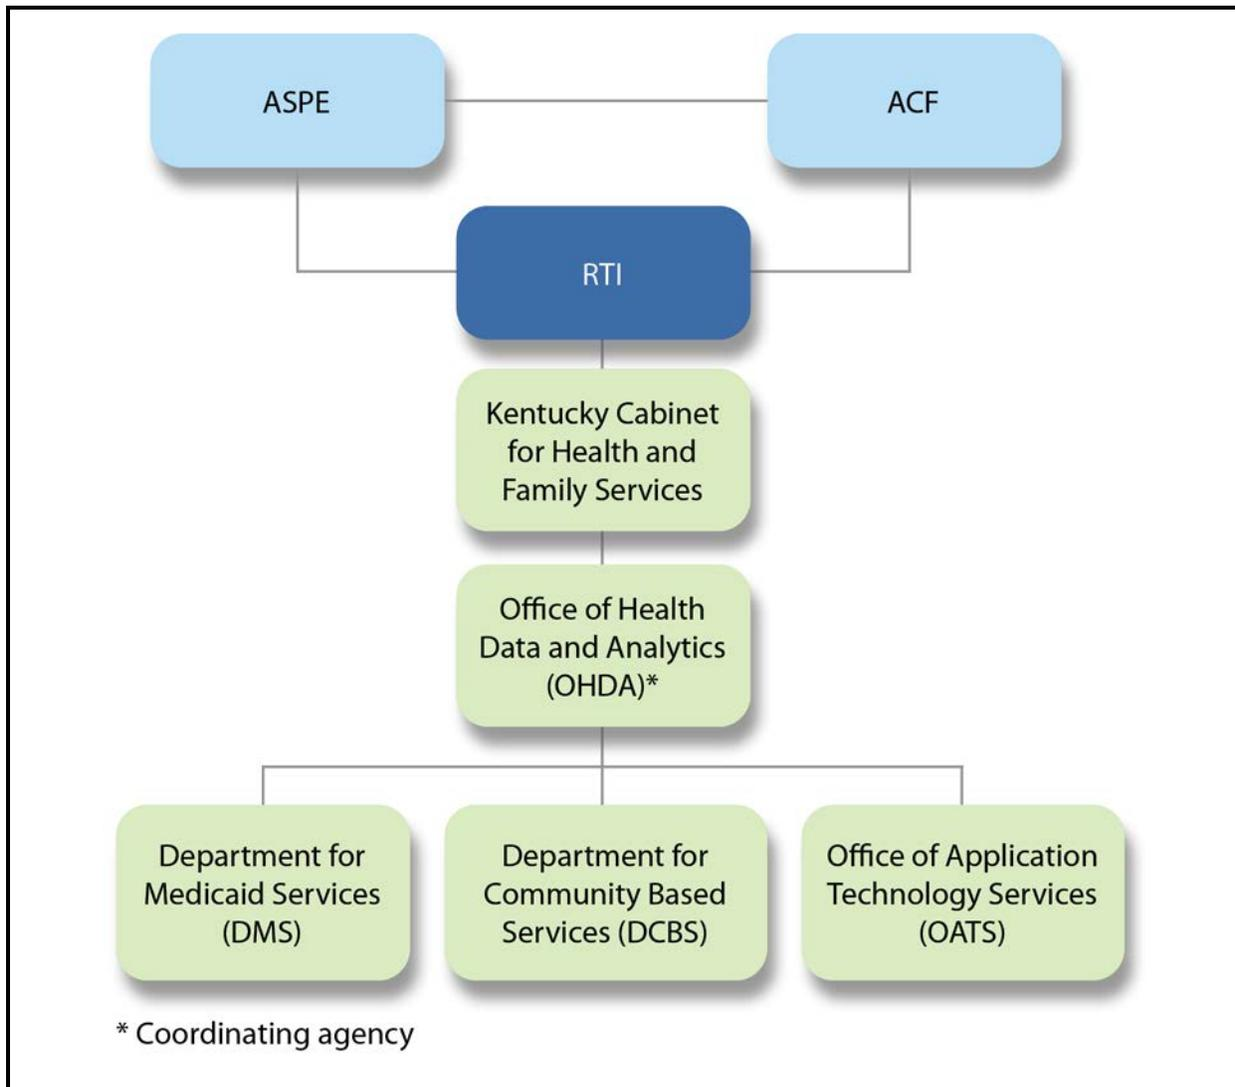 ASPE
ACF
RTI
Kentucky Cabinet
for Health and
Family Services
Office of Health
Data and Analytics
(OHDA)*
Department for
Medicaid Services
(DMS)
Department for
Community Based
Services (DCBS)
Office of Application
Technology Services
(OATS)
* Coordinating agency